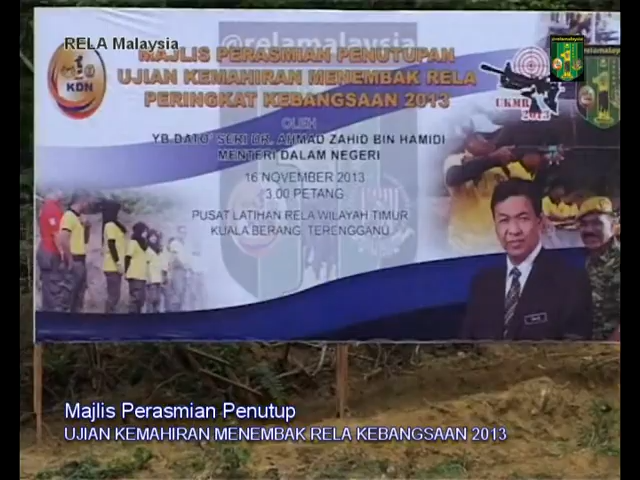 RELA Malaysia
@relamalaysia
MAJLIS PERASMIAN PENUTUPAN
UJIAN KEMAHIRAN MENEMBAK RELA
PERINGKAT KEBANGSAAN 2013
KDN
UKMR
2013
OLEH
YB DATO' SERI DR. AHMAD ZAHID BIN HAMIDI
MENTERI DALAM NEGERI
16 NOVEMBER 2013
3.00 PETANG
PUSAT LATIHAN RELA WILAYAH TIMUR
KUALA BERANG, TERENGGANU
Majlis Perasmian Penutup
UJIAN KEMAHIRAN MENEMBAK RELA KEBANGSAAN 2013